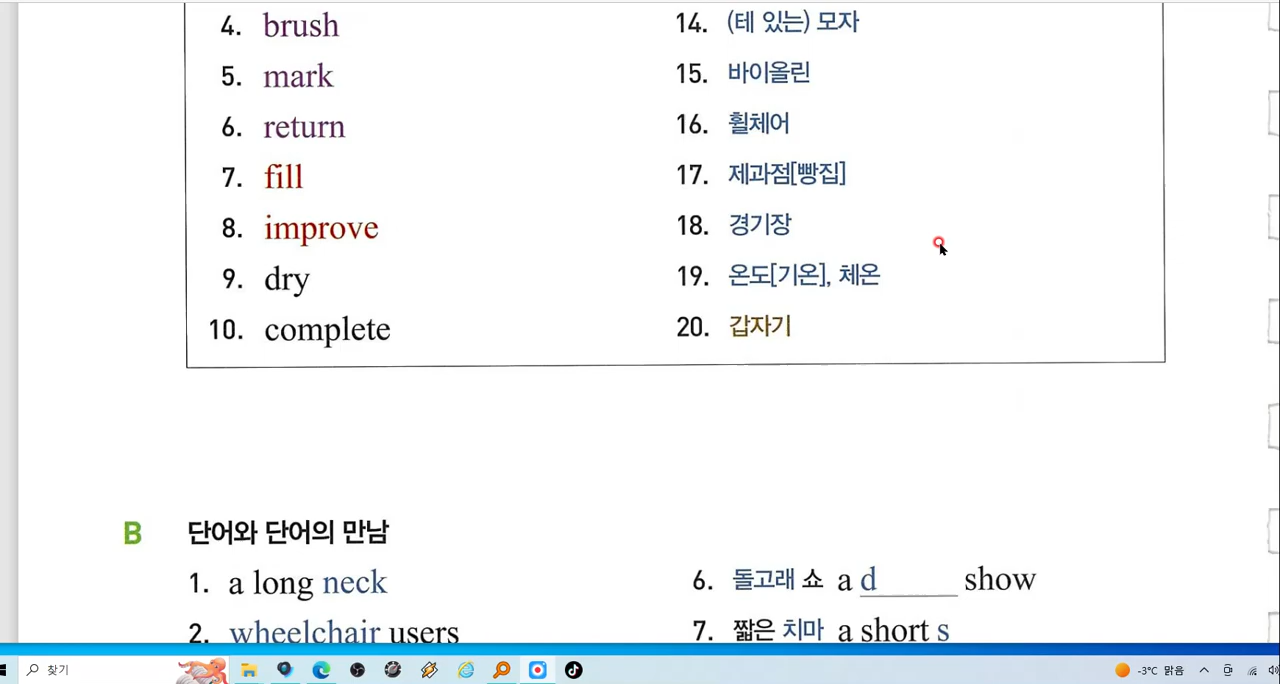 4. brush
5. mark
6. return
7. fill
8. improve
9. dry
10. complete
14. (테 있는) 모자
15. 바이올린
16. 휠체어
17. 제과점[빵집]
18. 경기장
19. 온도[기온], 체온
20. 갑자기
B 단어와 단어의 만남
1. a long neck
2. wheelchair users
6. 돌고래 쇼 a d______ show
7. 짧은 치마 a short s
찾기
-3°C 맑음